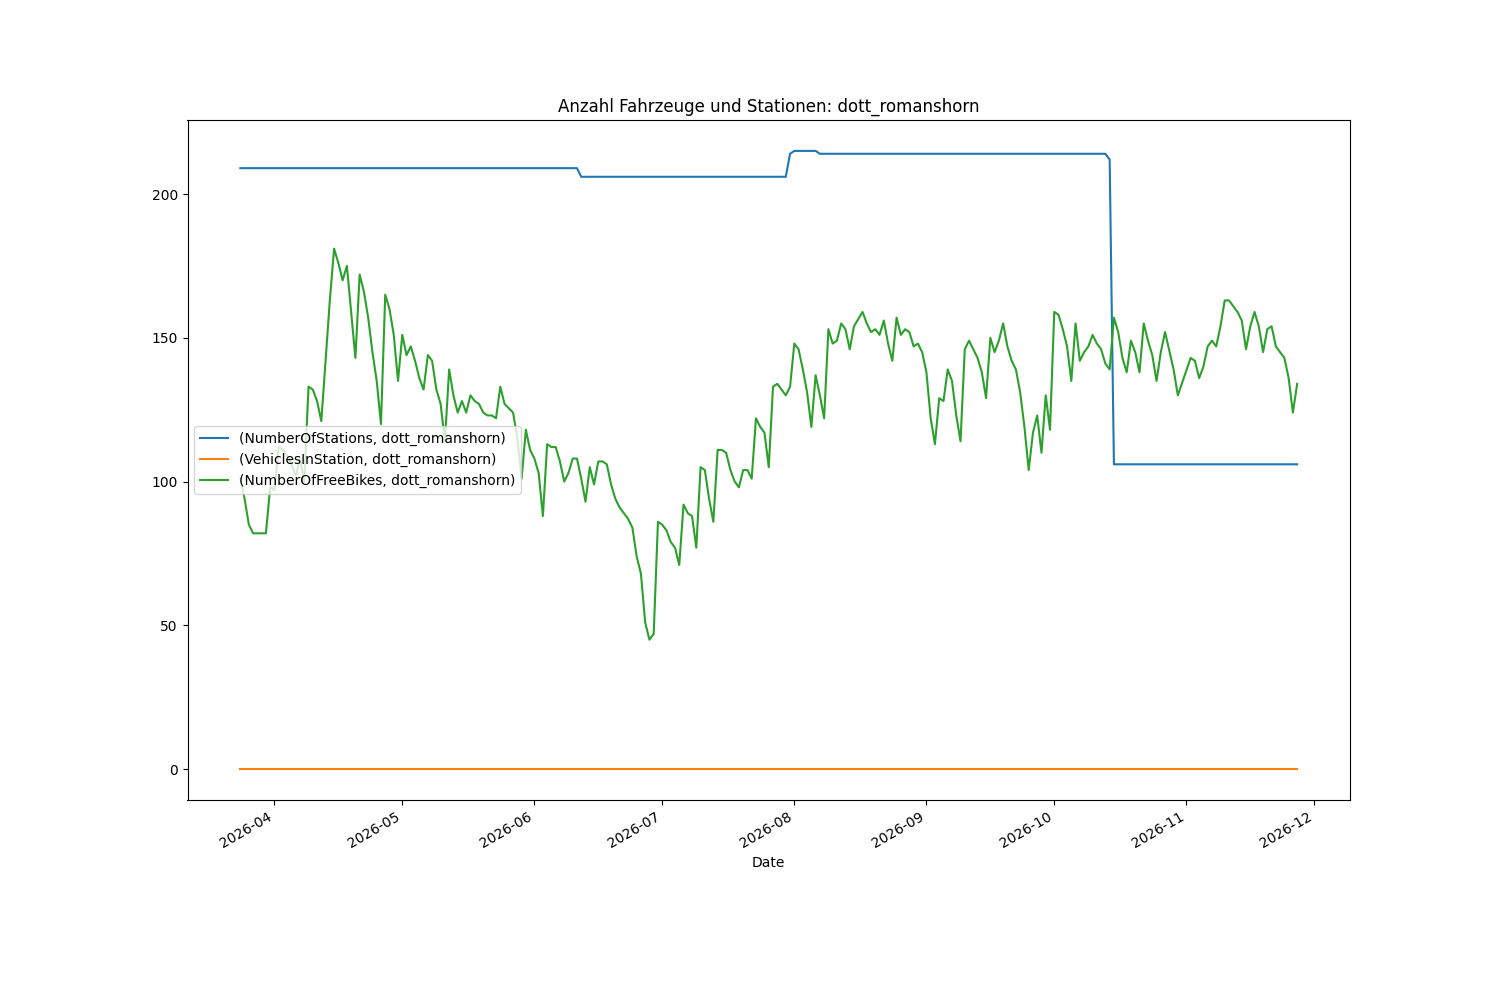 Anzahl Fahrzeuge und Stationen: dott_romanshorn
200
150
100
50
0
(NumberOfStations, dott_romanshorn)
(VehiclesInStation, dott_romanshorn)
(NumberOfFreeBikes, dott_romanshorn)
2026-04
2026-05
2026-06
2026-07
2026-08
2026-09
2026-10
2026-11
2026-12
Date